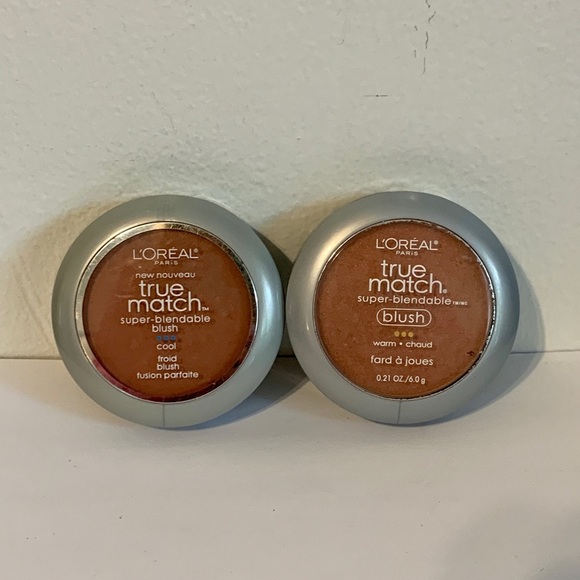 L'ORÉAL®
PARIS
new nouveau
true
match™
super-blendable
blush
cool
froid
blush
fusion parfaite
L'ORÉAL®
PARIS
true
match®
super-blendable
blush
warm • chaud
fard à joues
0.21 OZ./6.0 g